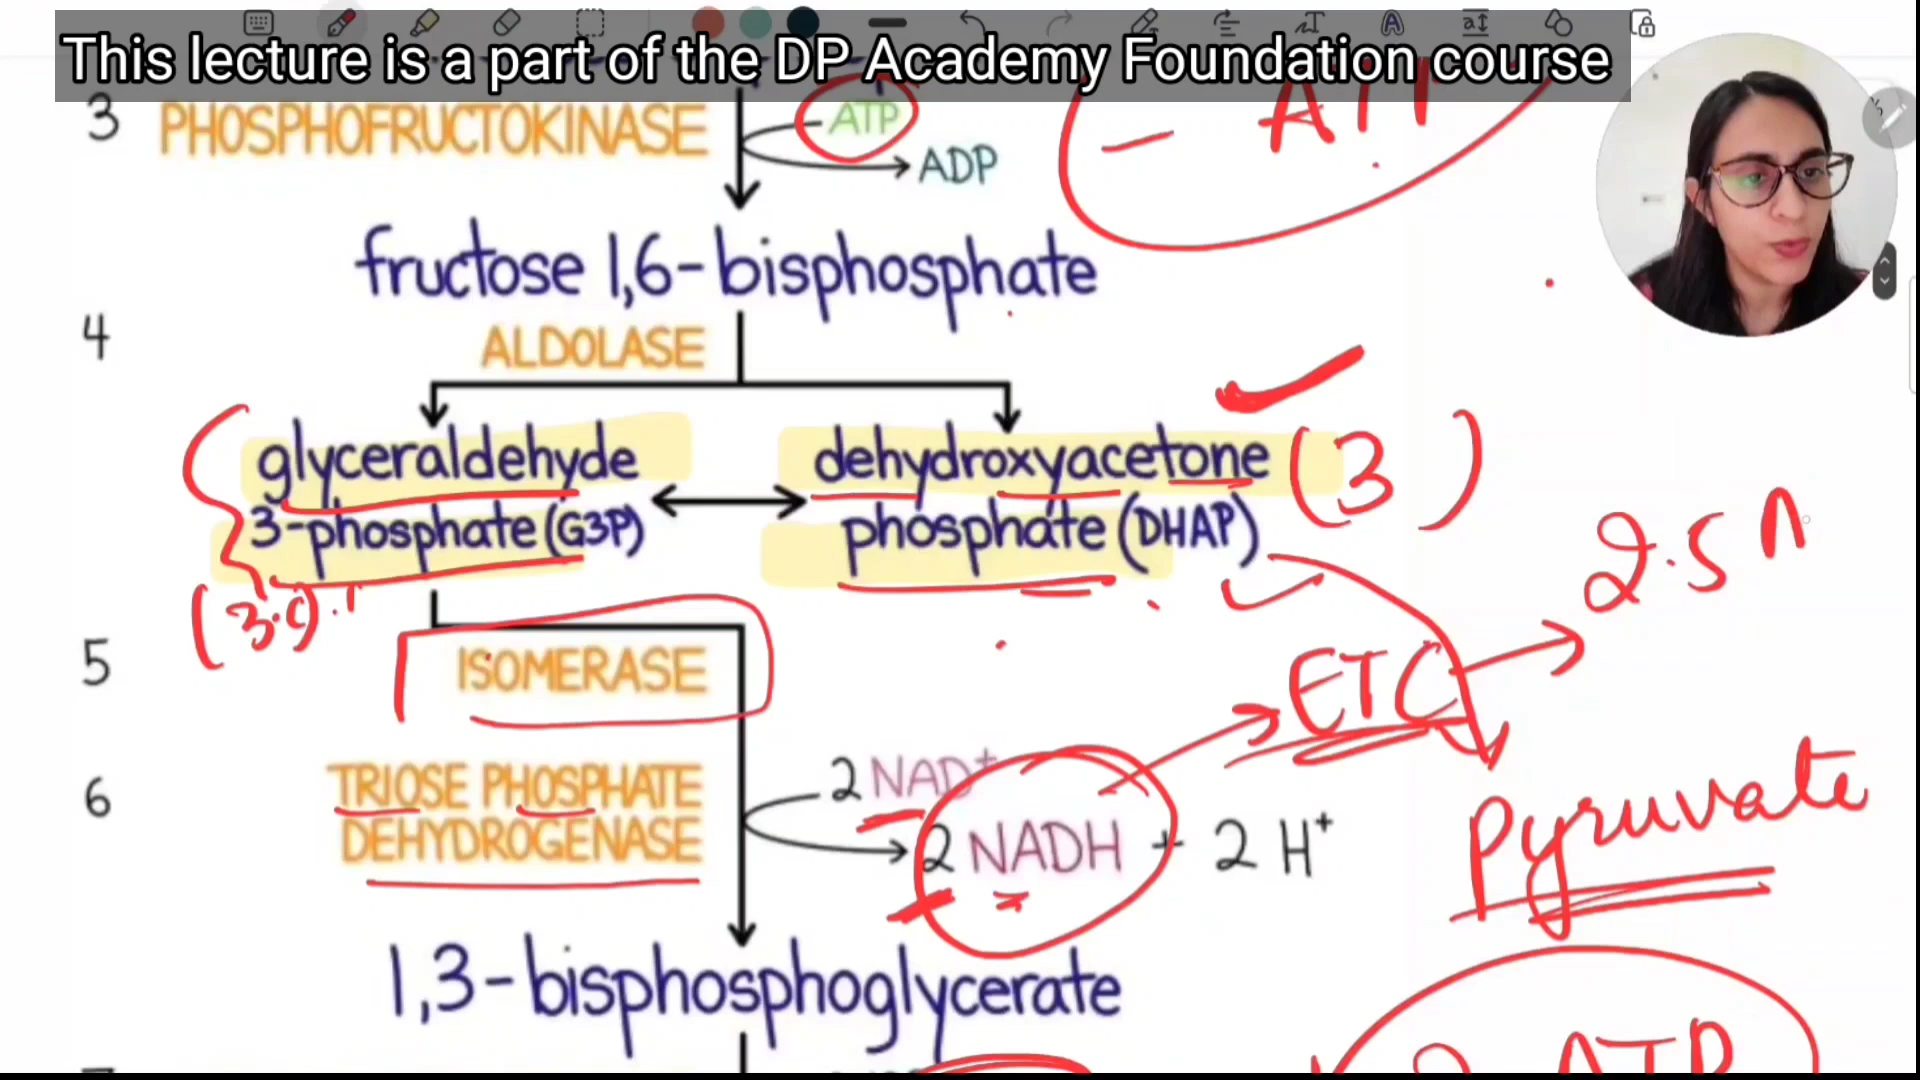 This lecture is a part of the DP Academy Foundation course
3 PHOSPHOFRUCTOKINASE
ATP
ADP
fructose 1,6-bisphosphate
4
ALDOLASE
glyceraldehyde
3-phosphate (G3P)
dehydroxyacetone
phosphate (DHAP)
(3)
2.5 A
5
ISOMERASE
ETC
6 TRIOSE PHOSPHATE
DEHYDROGENASE
2 NAD+
2 NADH + 2 H+
Pyruvate
1,3-bisphosphoglycerate